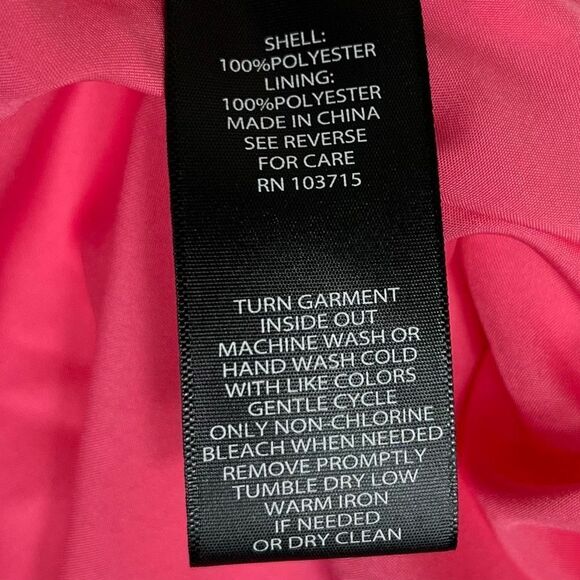 SHELL:
100%POLYESTER
LINING:
100%POLYESTER
MADE IN CHINA
SEE REVERSE
FOR CARE
RN 103715
TURN GARMENT
INSIDE OUT
MACHINE WASH OR
HAND WASH COLD
WITH LIKE COLORS
GENTLE CYCLE
ONLY NON-CHLORINE
BLEACH WHEN NEEDED
REMOVE PROMPTLY
TUMBLE DRY LOW
WARM IRON
IF NEEDED
OR DRY CLEAN